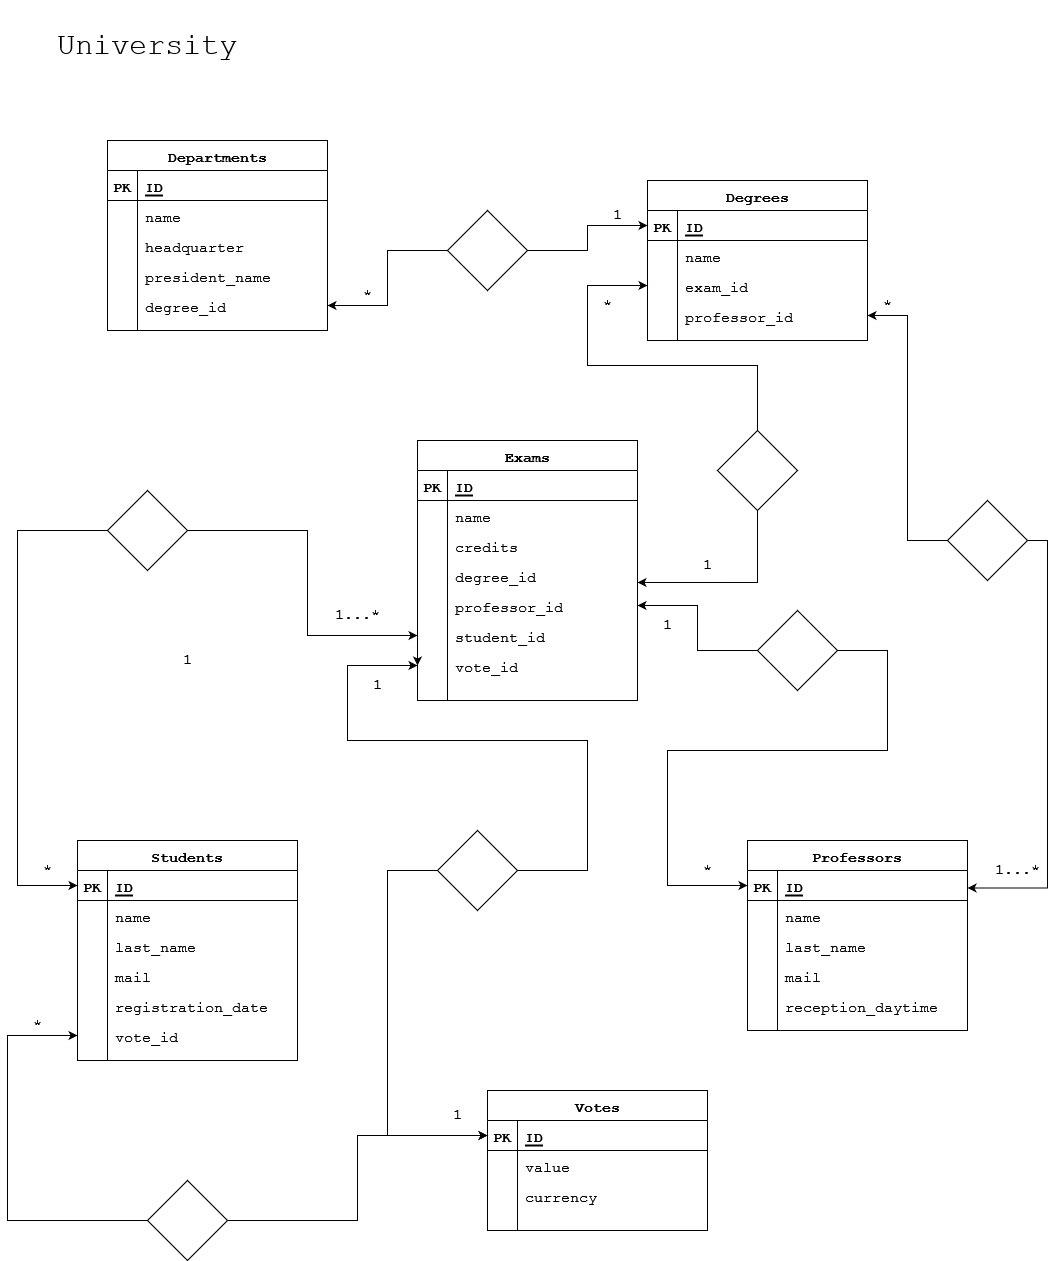 University
Departments
PK ID
name
headquarter
president_name
degree_id
*
1
Degrees
PK ID
name
exam_id
professor_id
*
*
Exams
PK ID
name
credits
degree_id
professor_id
student_id
vote_id
1
1
1...*
1
1
Students
PK ID
name
last_name
mail
registration_date
vote_id
*
*
Professors
PK ID
name
last_name
mail
reception_daytime
*
1...*
Votes
PK ID
value
currency
1